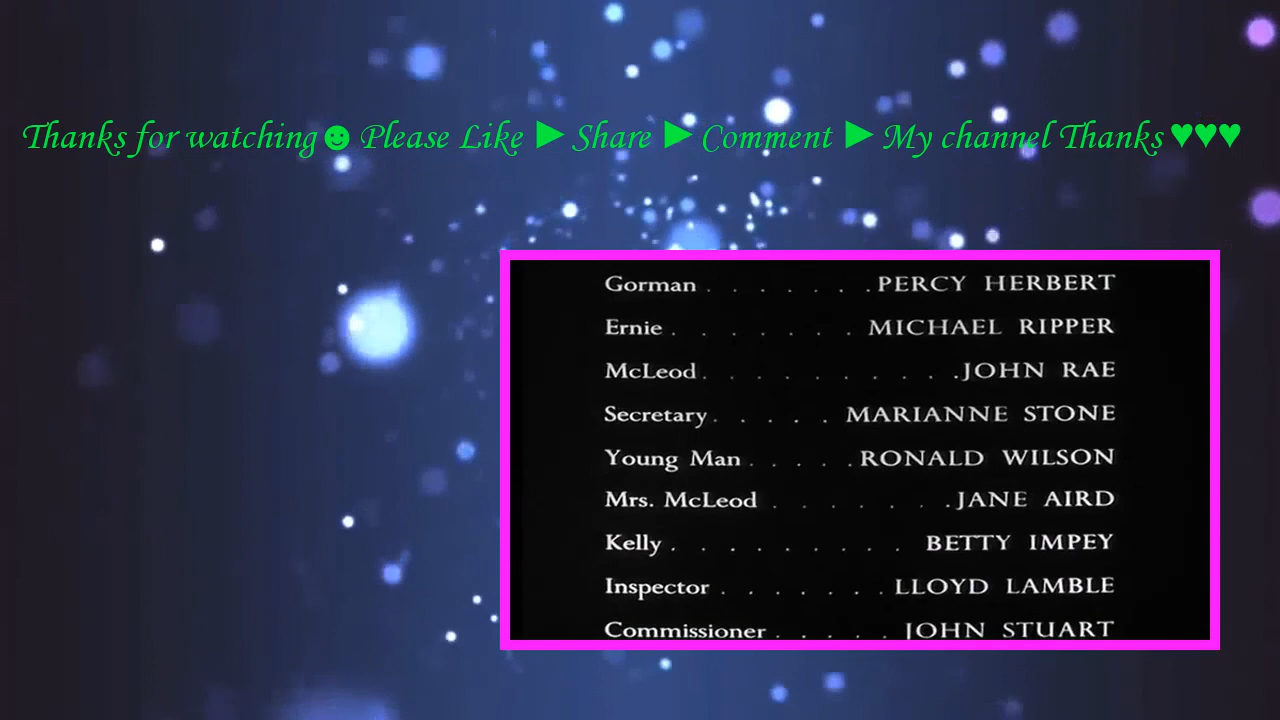 Thanks for watching☻Please Like ►Share ►Comment ►My channel Thanks♥♥♥
Gorman . . . . . . . PERCY HERBERT
Ernie . . . . . . . MICHAEL RIPPER
McLeod . . . . . . . . . . JOHN RAE
Secretary . . . . . MARIANNE STONE
Young Man . . . . . RONALD WILSON
Mrs. McLeod . . . . . . . JANE AIRD
Kelly . . . . . . . . . BETTY IMPEY
Inspector . . . . . . . LLOYD LAMBLE
Commissioner . . . . . JOHN STUART